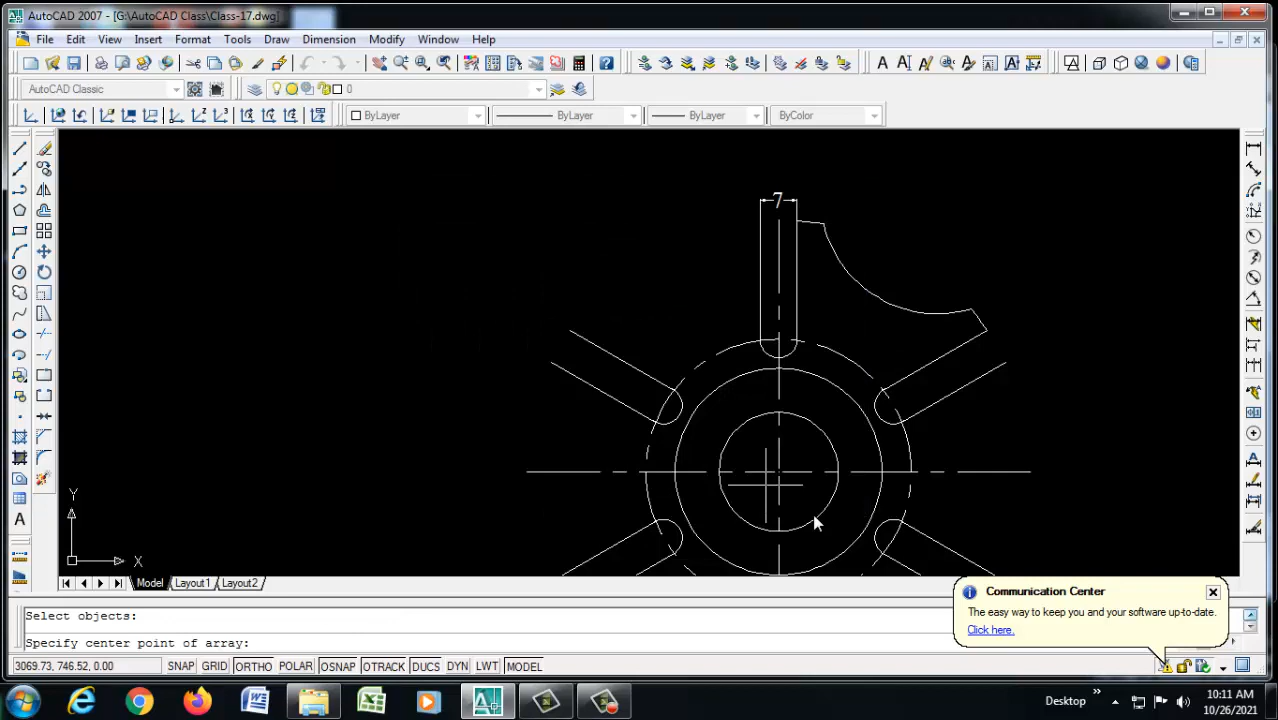 AutoCAD 2007 - [G:\AutoCAD Class\Class-17.dwg]
File Edit View Insert Format Tools Draw Dimension Modify Window Help
AutoCAD Classic
0
ByLayer
ByLayer
ByLayer
ByColor
7
Y
X
Model Layout1 Layout2
Communication Center
The easy way to keep you and your software up-to-date.
Click here.
Select objects:
Specify center point of array:
3069.73, 746.52, 0.00
SNAP GRID ORTHO POLAR OSNAP OTRACK DUCS DYN LWT MODEL
Desktop
10:11 AM
10/26/2021